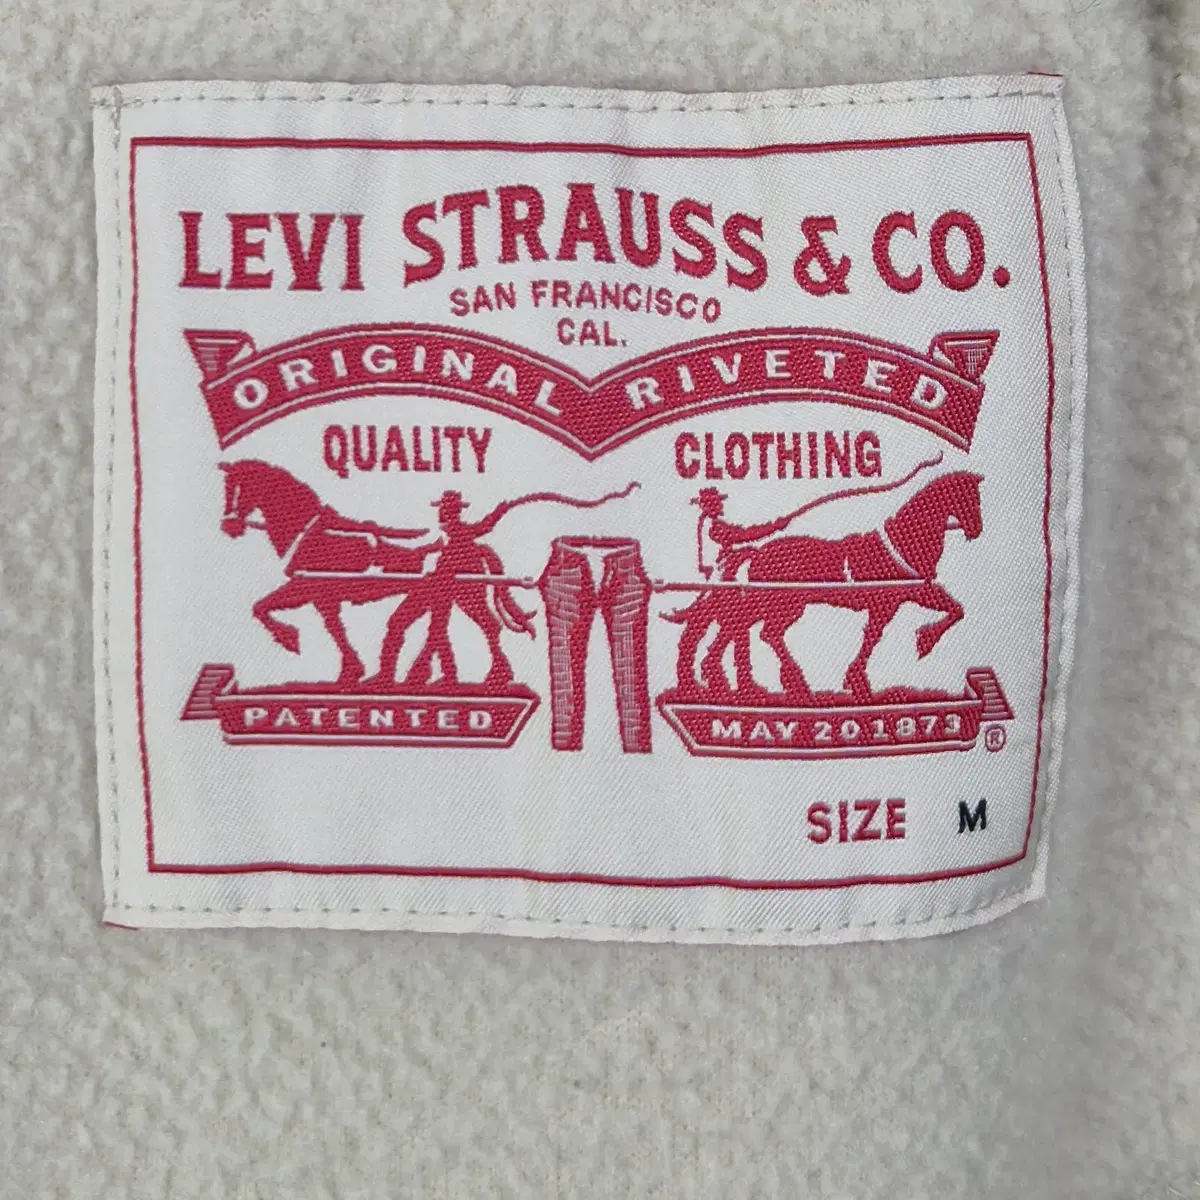 LEVI STRAUSS & CO.
SAN FRANCISCO
CAL.
ORIGINAL RIVETED
QUALITY CLOTHING
PATENTED MAY 20 1873 ®
SIZE M